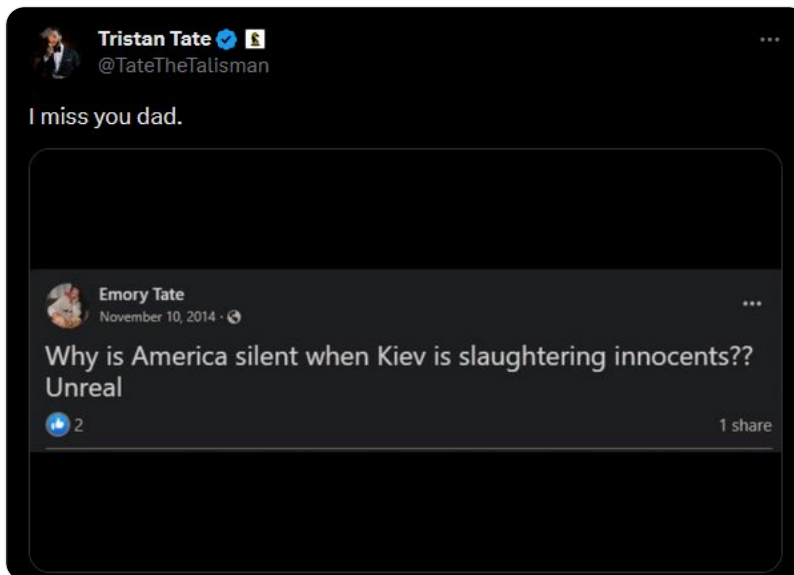 Tristan Tate
@TateTheTalisman
I miss you dad.
Emory Tate
November 10, 2014 ·
Why is America silent when Kiev is slaughtering innocents??
Unreal
2
1 share